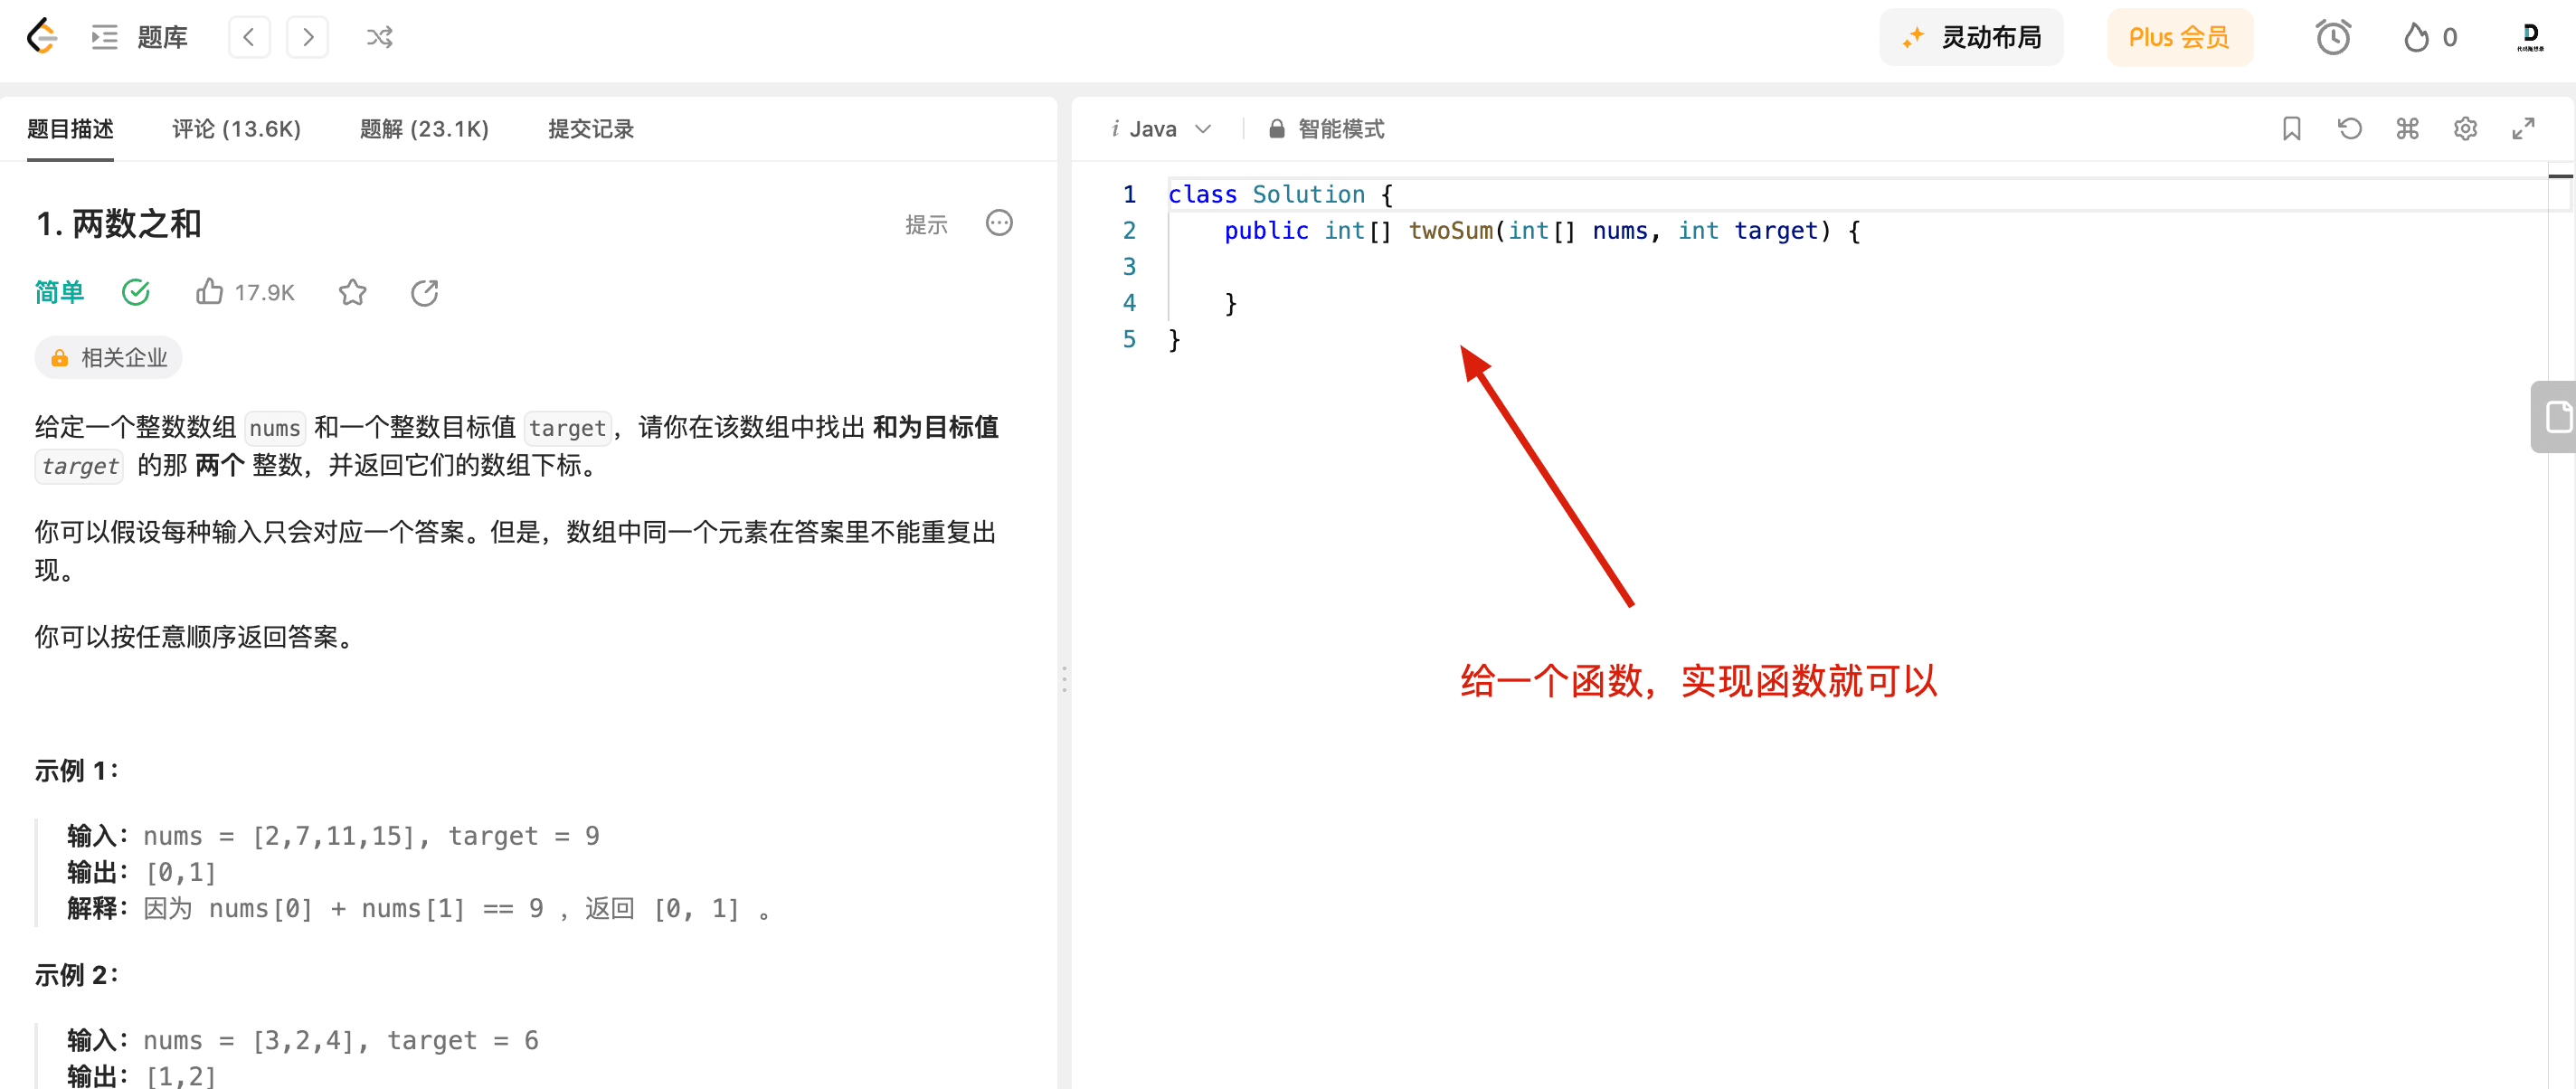 题库
灵动布局
Plus 会员
0
D
代码随想录
题目描述
评论 (13.6K)
题解 (23.1K)
提交记录
1. 两数之和
提示
简单
17.9K
相关企业
给定一个整数数组 nums 和一个整数目标值 target，请你在该数组中找出 和为目标值
target 的那 两个 整数，并返回它们的数组下标。
你可以假设每种输入只会对应一个答案。但是，数组中同一个元素在答案里不能重复出
现。
你可以按任意顺序返回答案。
示例 1：
输入：nums = [2,7,11,15], target = 9
输出：[0,1]
解释：因为 nums[0] + nums[1] == 9 ，返回 [0, 1] 。
示例 2：
输入：nums = [3,2,4], target = 6
输出：[1,2]
i Java
智能模式
1 class Solution {
2     public int[] twoSum(int[] nums, int target) {
3
4     }
5 }
给一个函数，实现函数就可以